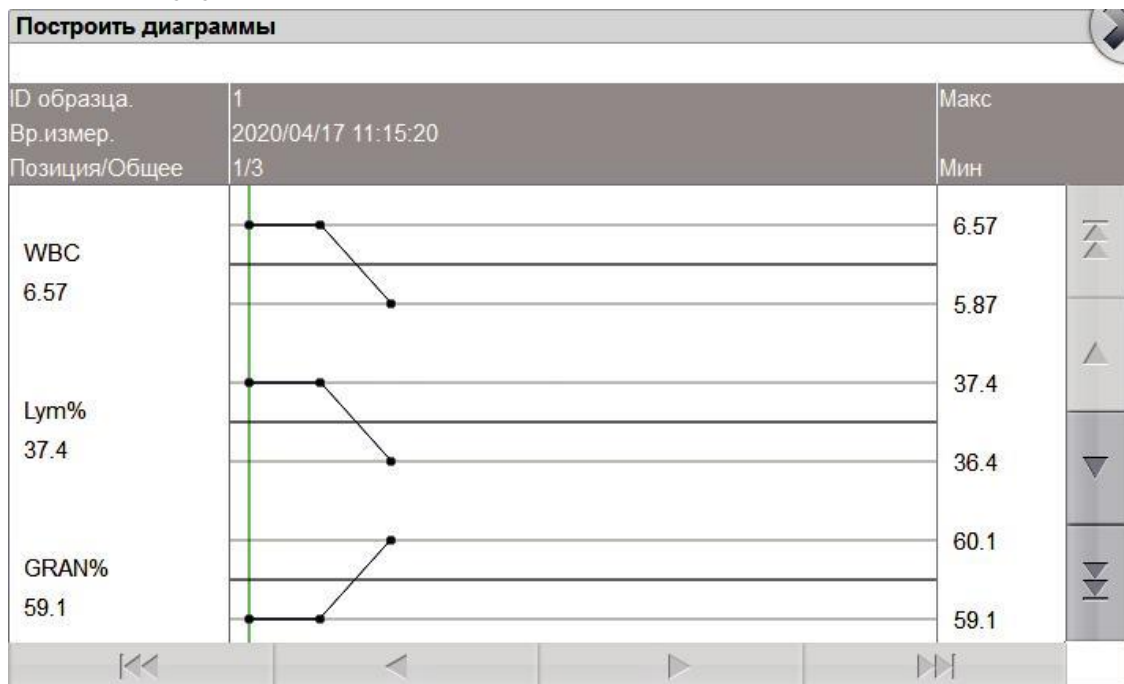 Построить диаграммы
ID образца. 1 Макс
Вр.измер. 2020/04/17 11:15:20
Позиция/Общее 1/3 Мин
6.57
WBC
6.57
5.87
37.4
Lym%
37.4
36.4
60.1
GRAN%
59.1
59.1